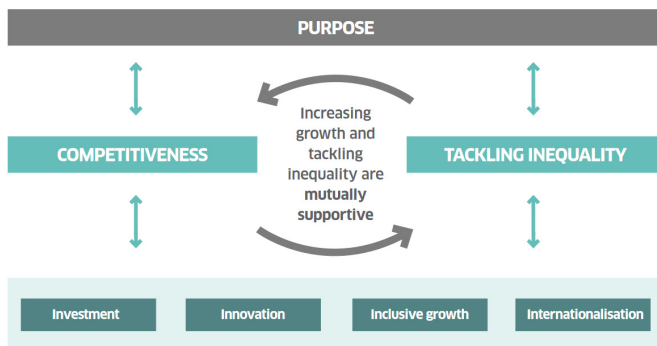 PURPOSE
Increasing
growth and
tackling
inequality are
mutually
supportive
COMPETITIVENESS
TACKLING INEQUALITY
Investment
Innovation
Inclusive growth
Internationalisation